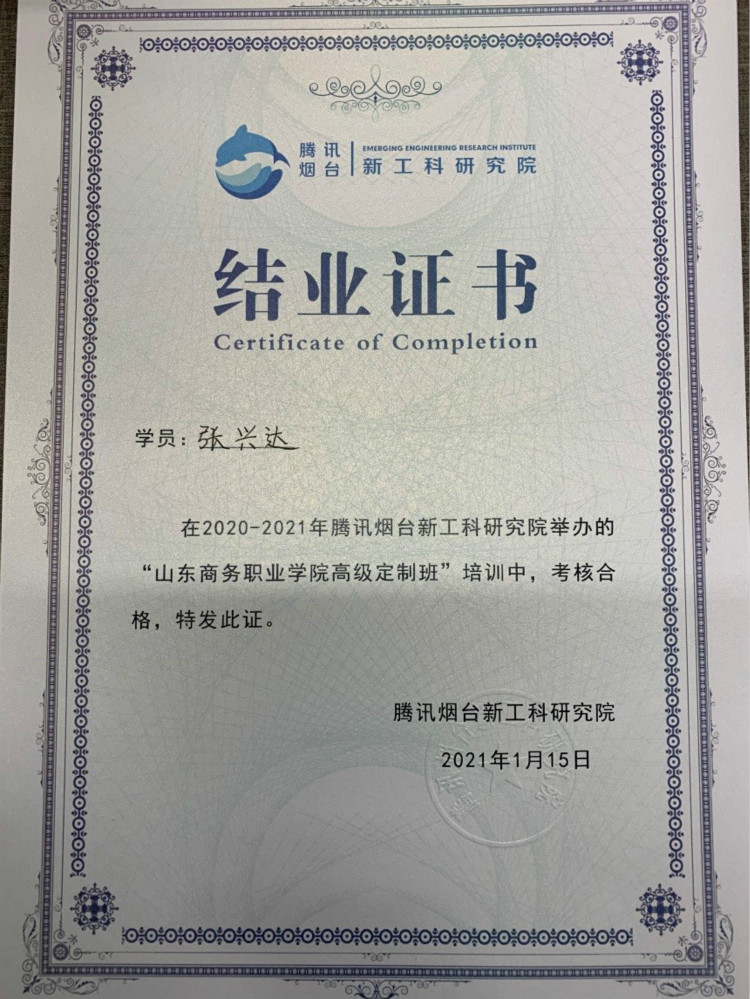 腾讯
烟台
EMERGING ENGINEERING RESEARCH INSTITUTE
新工科研究院
结业证书
Certificate of Completion
学员：张兴达
在2020-2021年腾讯烟台新工科研究院举办的
“山东商务职业学院高级定制班”培训中，考核合
格，特发此证。
腾讯烟台新工科研究院
2021年1月15日